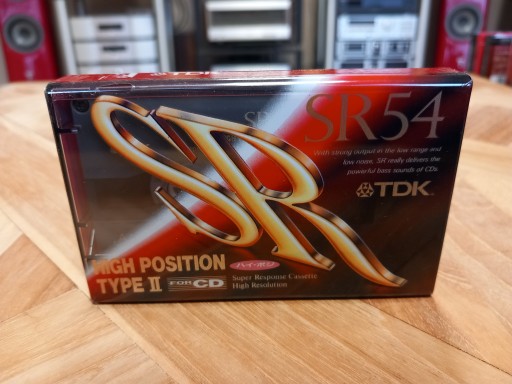 SR54
With strong output in the low range and
low noise, SR really delivers the
powerful bass sounds of CDs.
TDK
SR
HIGH POSITION
ハイ・ポジ
TYPE II
FOR CD
Super Response Cassette
High Resolution